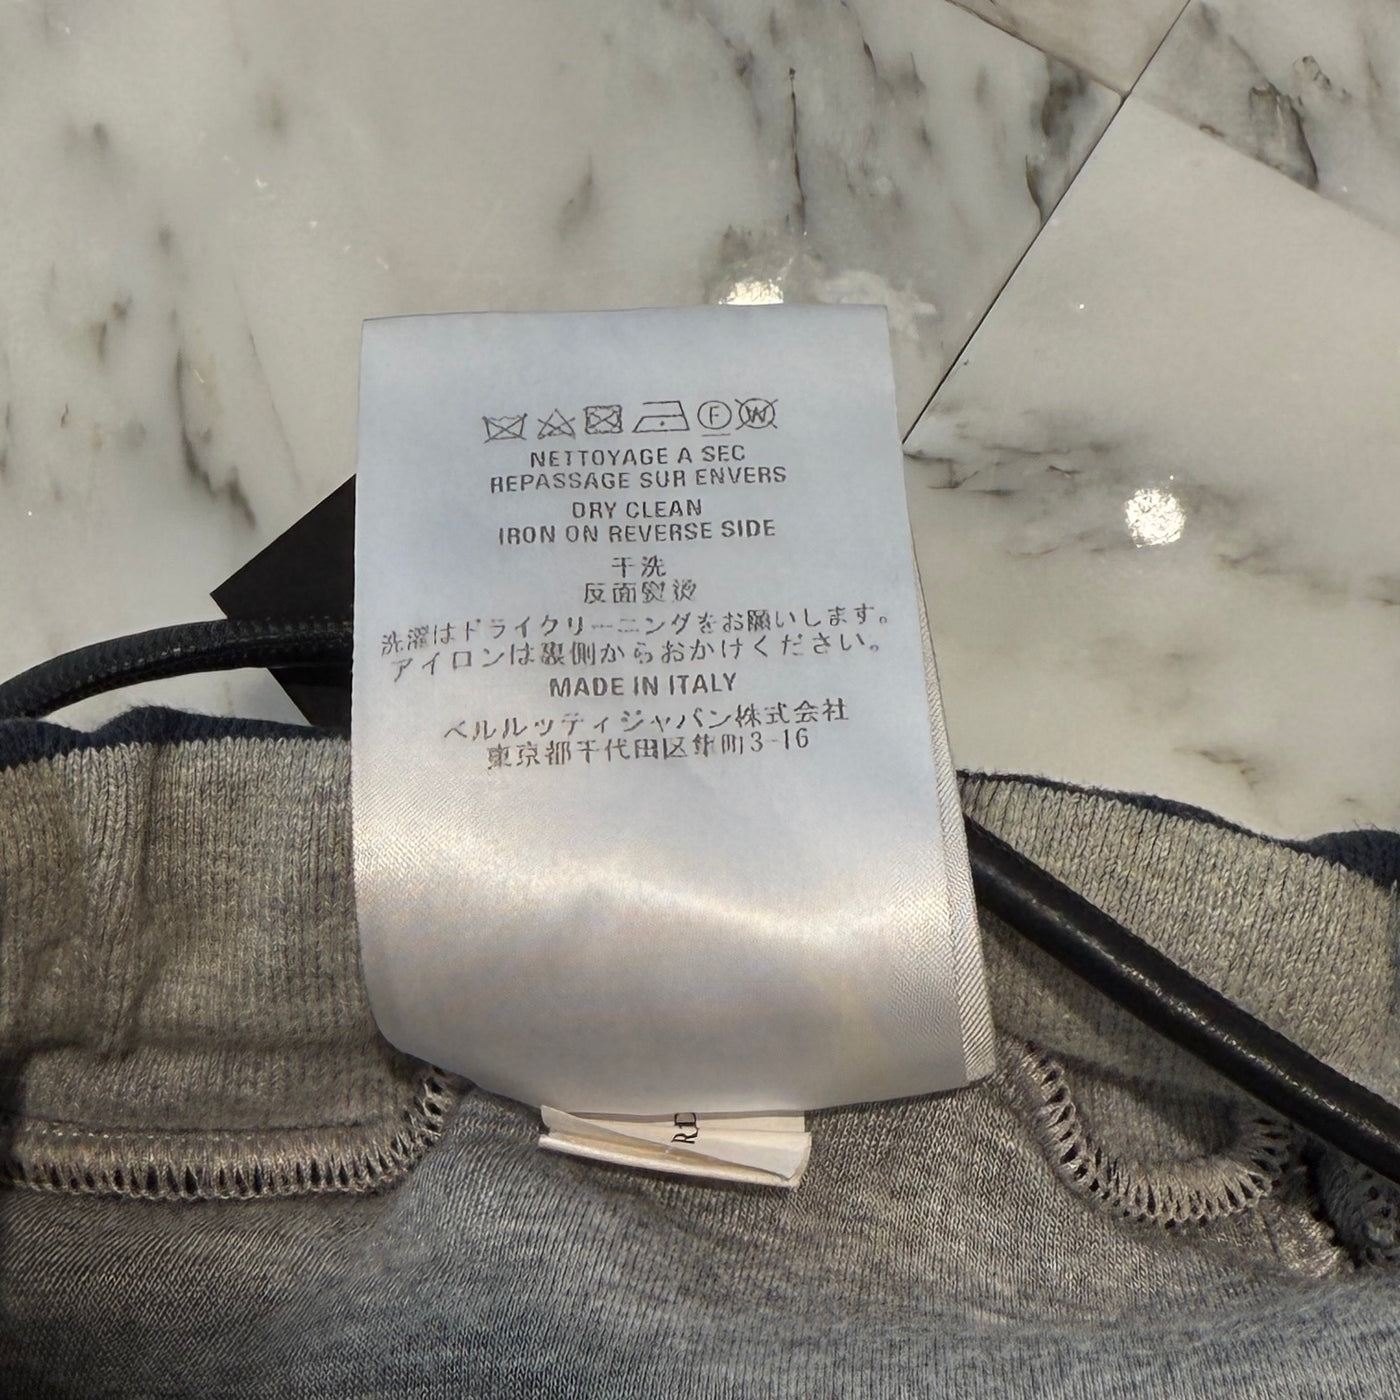 F W
NETTOYAGE A SEC
REPASSAGE SUR ENVERS
DRY CLEAN
IRON ON REVERSE SIDE
干洗
反面熨烫
洗濯はドライクリーニングをお願いします。
アイロンは裏側からおかけください。
MADE IN ITALY
ベルルッティジャパン株式会社
東京都千代田区 町3-16
RD